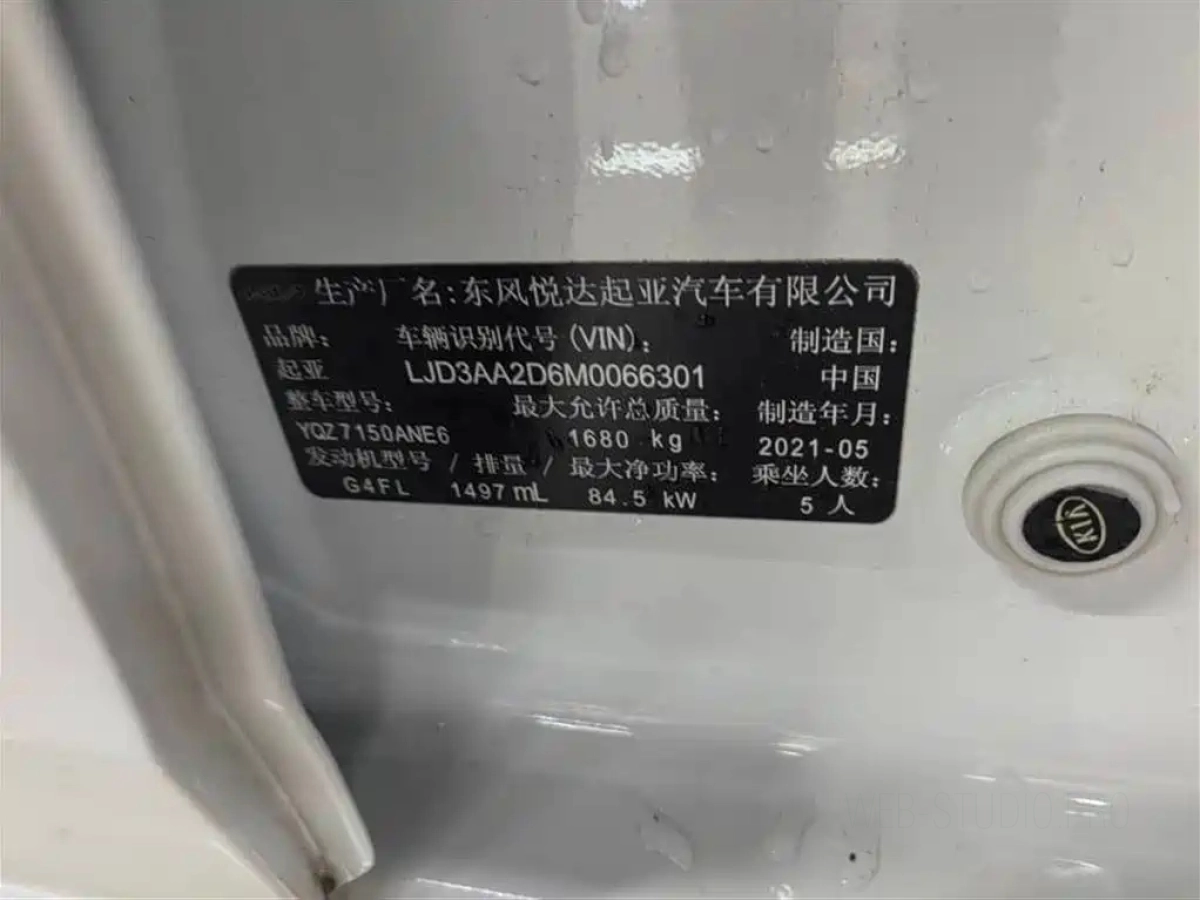 生产厂名:东风悦达起亚汽车有限公司
品牌: 车辆识别代号(VIN): 制造国:
起亚 LJD3AA2D6M0066301 中国
整车型号: 最大允许总质量: 制造年月:
YQZ7150ANE6 1680 kg 2021-05
发动机型号 / 排量 / 最大净功率: 乘坐人数:
G4FL 1497mL 84.5 kW 5 人
KIA